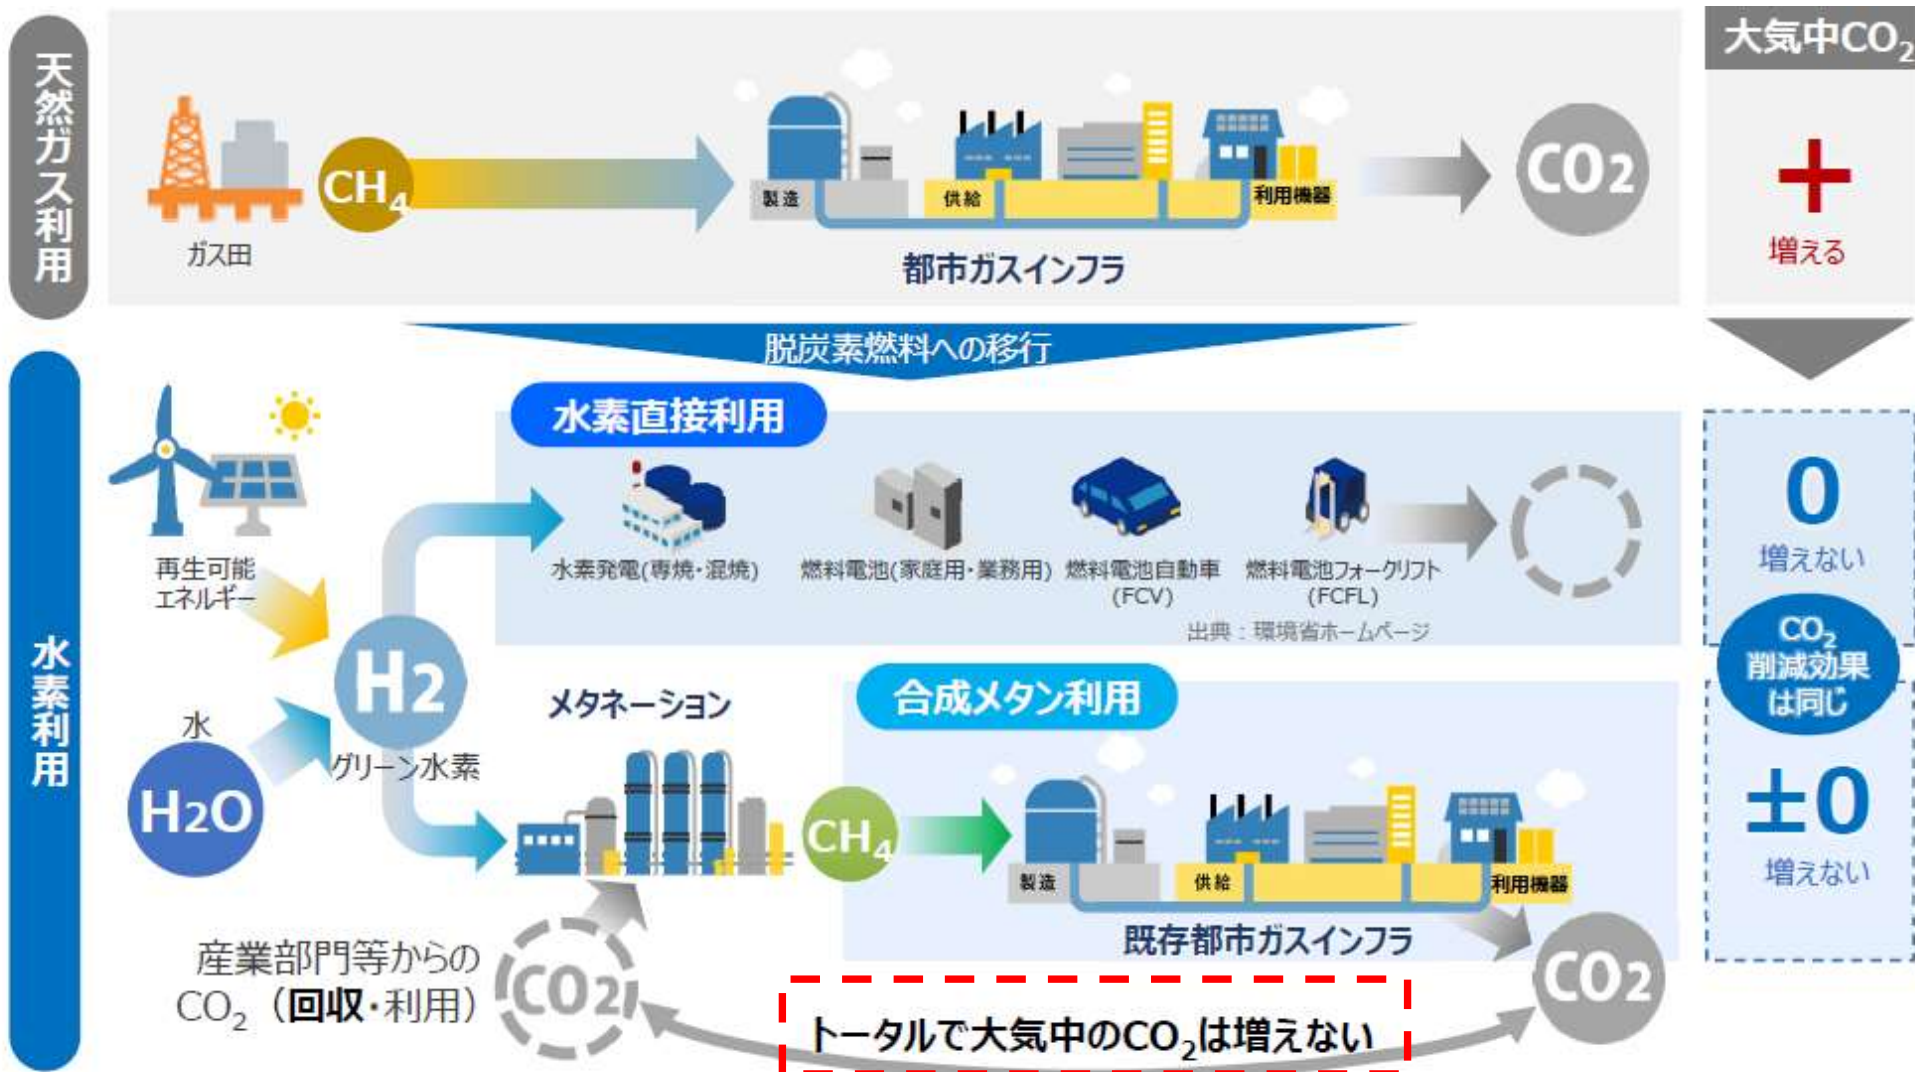 天然ガス利用
大気中CO₂
CH₄
ガス田
製造
供給
利用機器
都市ガスインフラ
CO2
+
増える
脱炭素燃料への移行
水素利用
水素直接利用
再生可能
エネルギー
水素発電(専焼・混焼)
燃料電池(家庭用・業務用)
燃料電池自動車
(FCV)
燃料電池フォークリフト
(FCFL)
出典：環境省ホームページ
0
増えない
CO₂
削減効果
は同じ
H2
グリーン水素
水
H2O
メタネーション
合成メタン利用
CH₄
製造
供給
利用機器
既存都市ガスインフラ
±0
増えない
産業部門等からの
CO₂（回収・利用）
CO2
CO2
トータルで大気中のCO₂は増えない